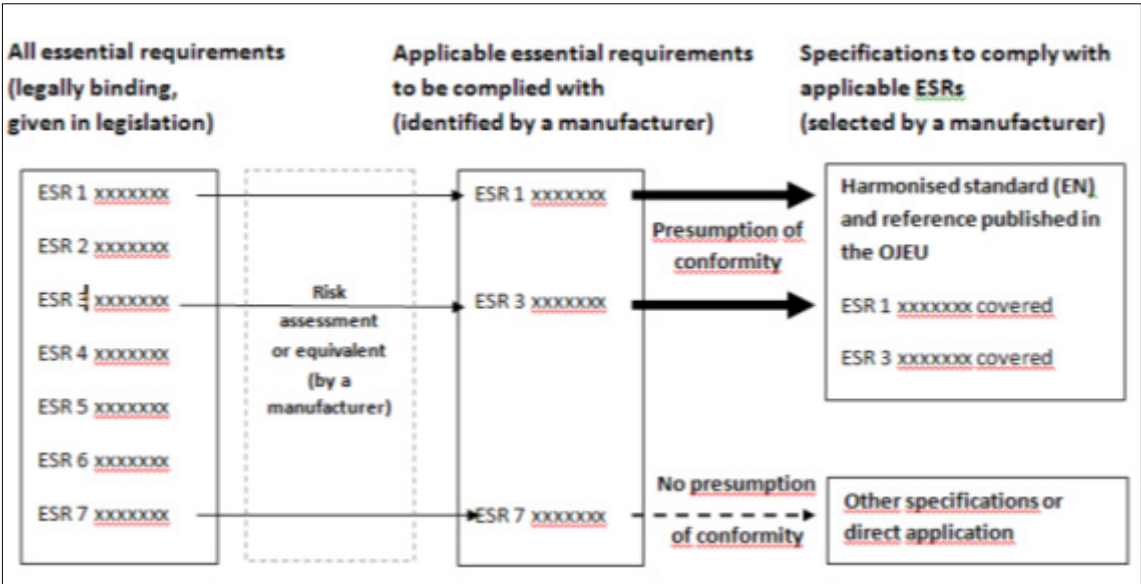 All essential requirements
(legally binding,
given in legislation)
Applicable essential requirements
to be complied with
(identified by a manufacturer)
Specifications to comply with
applicable ESRs
(selected by a manufacturer)
ESR 1 xxxxxxx
ESR 2 xxxxxxx
ESR 3 xxxxxxx
ESR 4 xxxxxxx
ESR 5 xxxxxxx
ESR 6 xxxxxxx
ESR 7 xxxxxxx
Risk
assessment
or equivalent
(by a
manufacturer)
ESR 1 xxxxxxx
ESR 3 xxxxxxx
ESR 7 xxxxxxx
Presumption of
conformity
No presumption
of conformity
Harmonised standard (EN)
and reference published in
the OJEU
ESR 1 xxxxxxx covered
ESR 3 xxxxxxx covered
Other specifications or
direct application